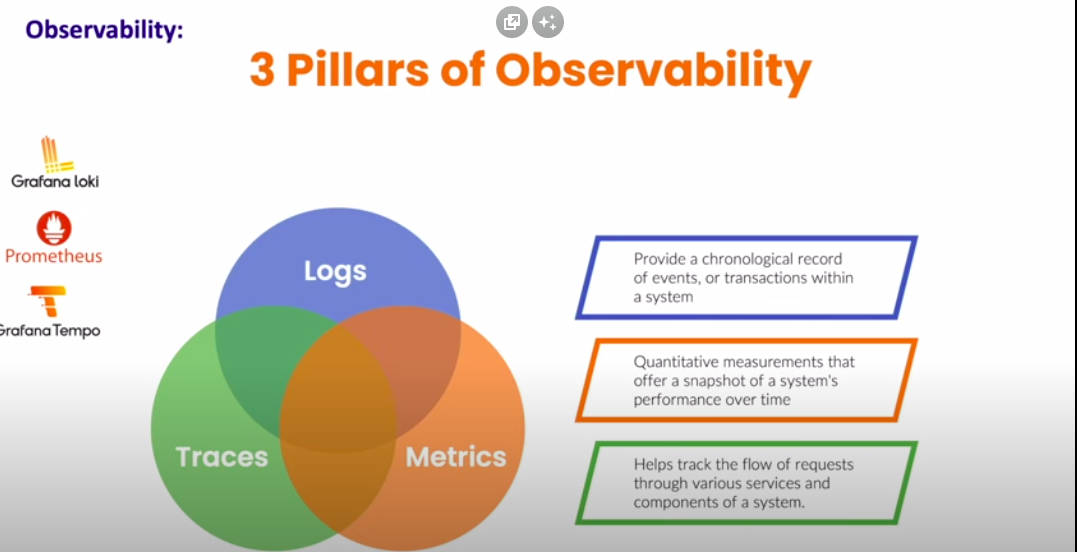 Observability:
3 Pillars of Observability
Grafana loki
Prometheus
Grafana Tempo
Logs
Traces
Metrics
Provide a chronological record
of events, or transactions within
a system
Quantitative measurements that
offer a snapshot of a system's
performance over time
Helps track the flow of requests
through various services and
components of a system.